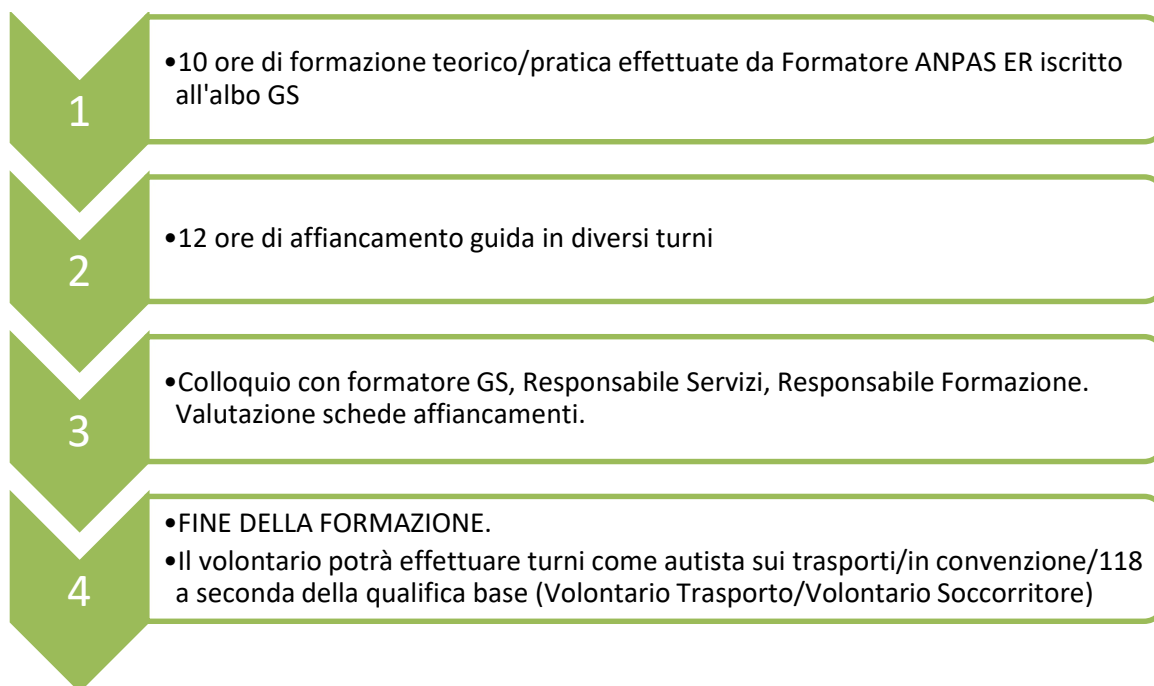 1
•10 ore di formazione teorico/pratica effettuate da Formatore ANPAS ER iscritto
all'albo GS
2
•12 ore di affiancamento guida in diversi turni
3
•Colloquio con formatore GS, Responsabile Servizi, Responsabile Formazione.
Valutazione schede affiancamenti.
4
•FINE DELLA FORMAZIONE.
•Il volontario potrà effettuare turni come autista sui trasporti/in convenzione/118
a seconda della qualifica base (Volontario Trasporto/Volontario Soccorritore)